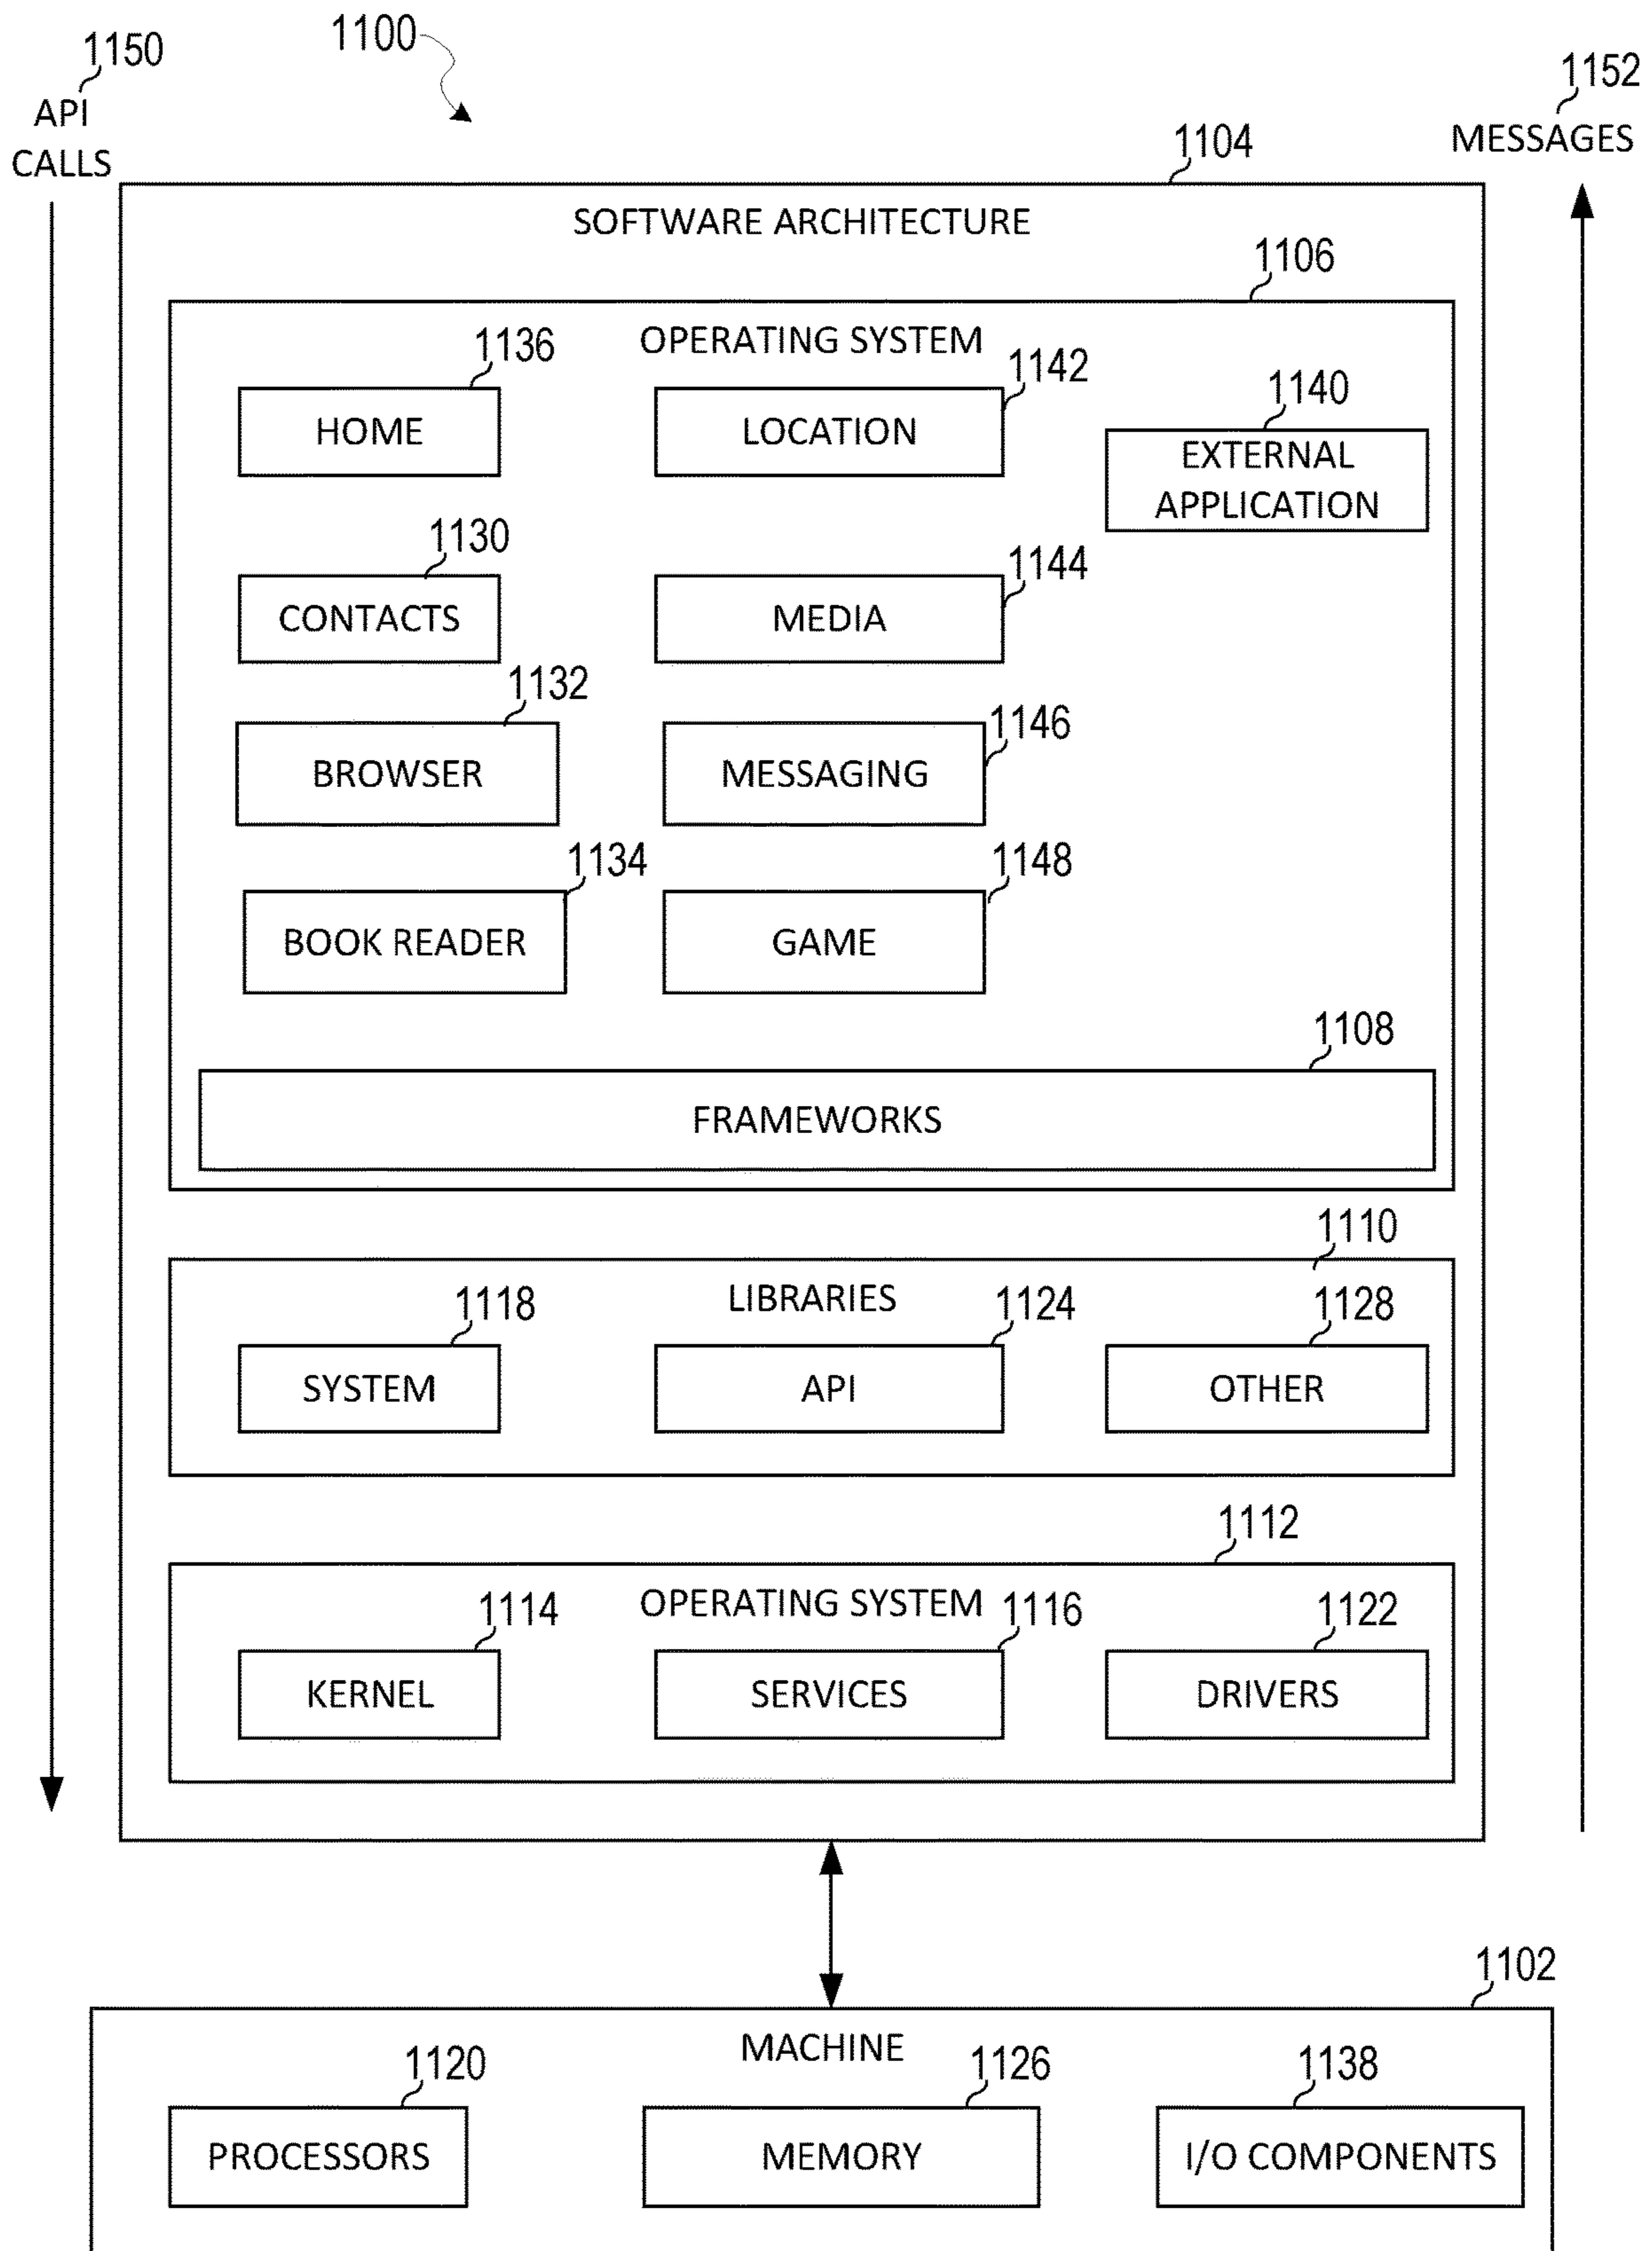 1100
1150
API
CALLS
1152
MESSAGES
1104
SOFTWARE ARCHITECTURE
1106
OPERATING SYSTEM
1136
HOME
1142
LOCATION
1140
EXTERNAL
APPLICATION
1130
CONTACTS
1144
MEDIA
1132
BROWSER
1146
MESSAGING
1134
BOOK READER
1148
GAME
1108
FRAMEWORKS
1110
LIBRARIES
1118
SYSTEM
1124
API
1128
OTHER
1112
OPERATING SYSTEM
1114
KERNEL
1116
SERVICES
1122
DRIVERS
1102
MACHINE
1120
PROCESSORS
1126
MEMORY
1138
I/O COMPONENTS